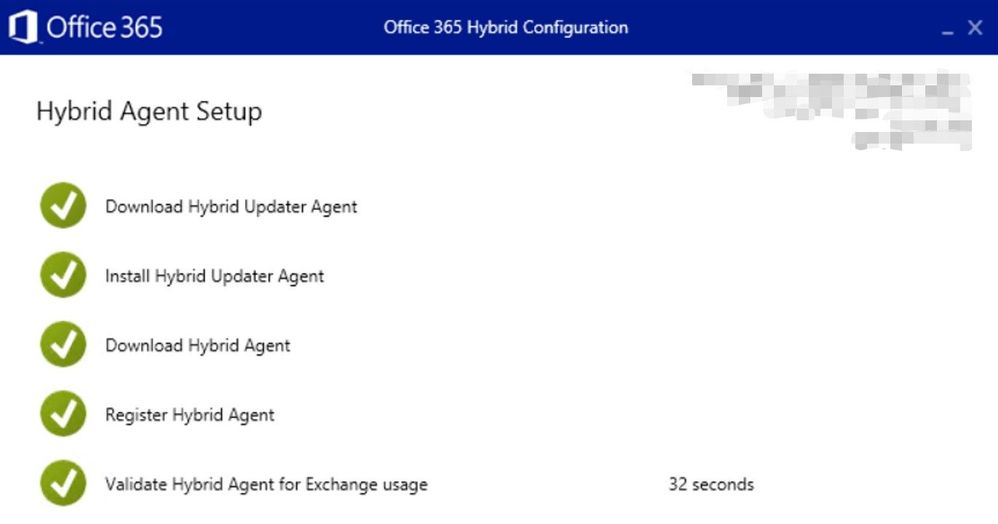 Office 365
Office 365 Hybrid Configuration
Hybrid Agent Setup
Download Hybrid Updater Agent
Install Hybrid Updater Agent
Download Hybrid Agent
Register Hybrid Agent
Validate Hybrid Agent for Exchange usage 32 seconds